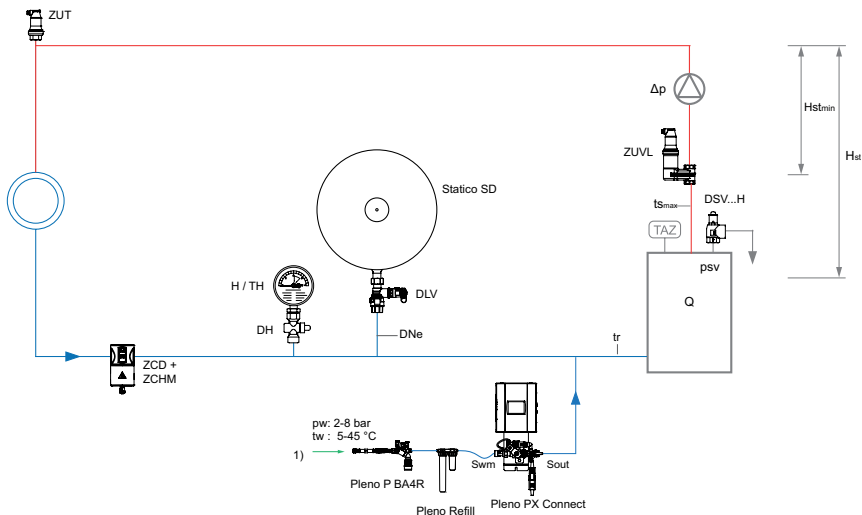 ZUT
Δp
Hstmin
Hst
ZUVL
Statico SD
tsmax
DSV...H
TAZ
psv
H / TH
DLV
Q
DH
DNe
tr
ZCD +
ZCHM
pw: 2-8 bar
tw : 5-45 °C
1)
Swm
Sout
Pleno P BA4R
Pleno PX Connect
Pleno Refill